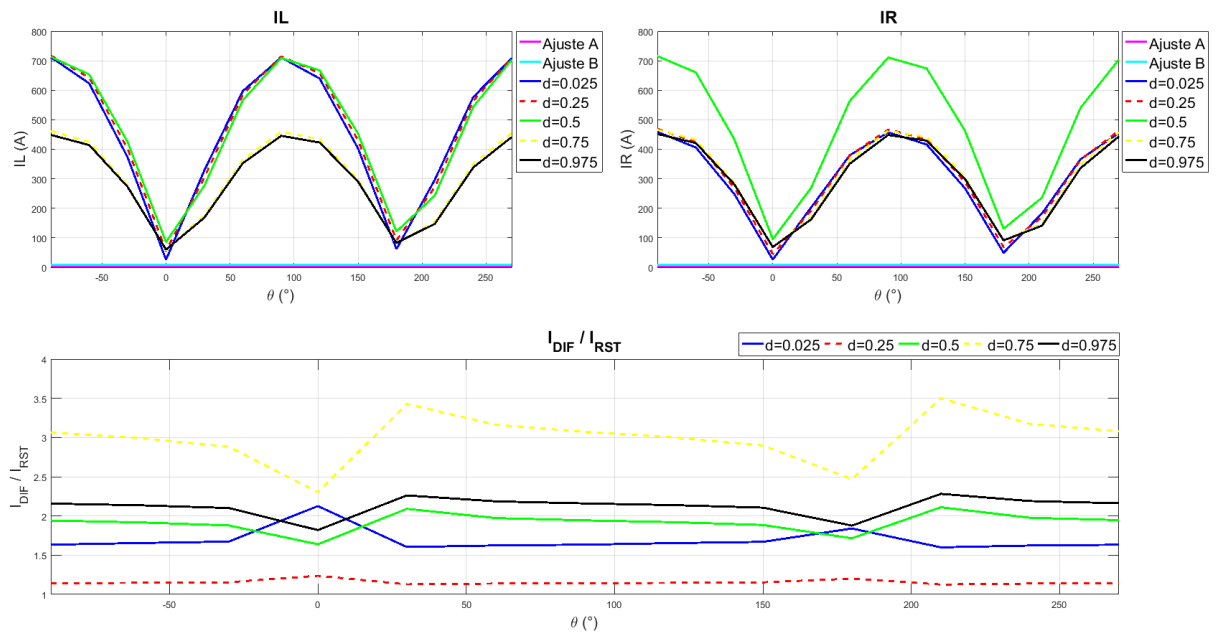 IL
800
700
600
500
400
300
200
100
0
IL (A)
-50
0
50
100
150
200
250
θ (°)
Ajuste A
Ajuste B
d=0.025
d=0.25
d=0.5
d=0.75
d=0.975
IR
800
700
600
500
400
300
200
100
0
IR (A)
-50
0
50
100
150
200
250
θ (°)
Ajuste A
Ajuste B
d=0.025
d=0.25
d=0.5
d=0.75
d=0.975
I_DIF / I_RST
d=0.025 d=0.25 d=0.5 d=0.75 d=0.975
4
3.5
3
2.5
2
1.5
1
I_DIF / I_RST
-50
0
50
100
150
200
250
θ (°)